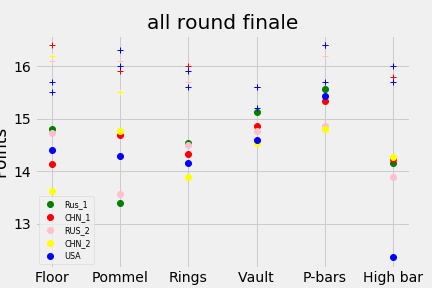 all round finale
Points
16
15
14
13
Rus_1
CHN_1
RUS_2
CHN_2
USA
Floor Pommel Rings Vault P-bars High bar